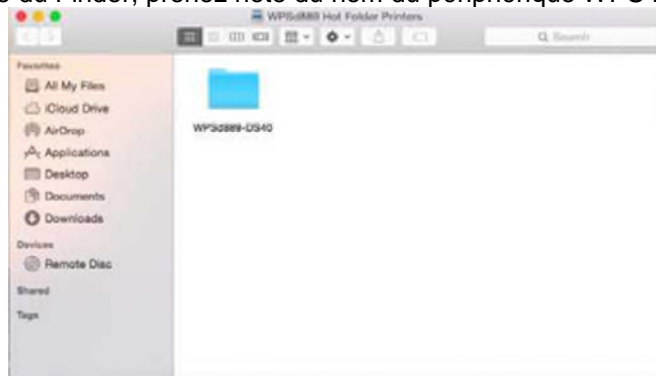 du Finder, prenez note du nom du périphérique WPS
WPSd889 Hot Folder Printers
Search
Favorites
All My Files
iCloud Drive
AirDrop
Applications
Desktop
Documents
Downloads
Devices
Remote Disc
Shared
Tags
WPSd889-DS40